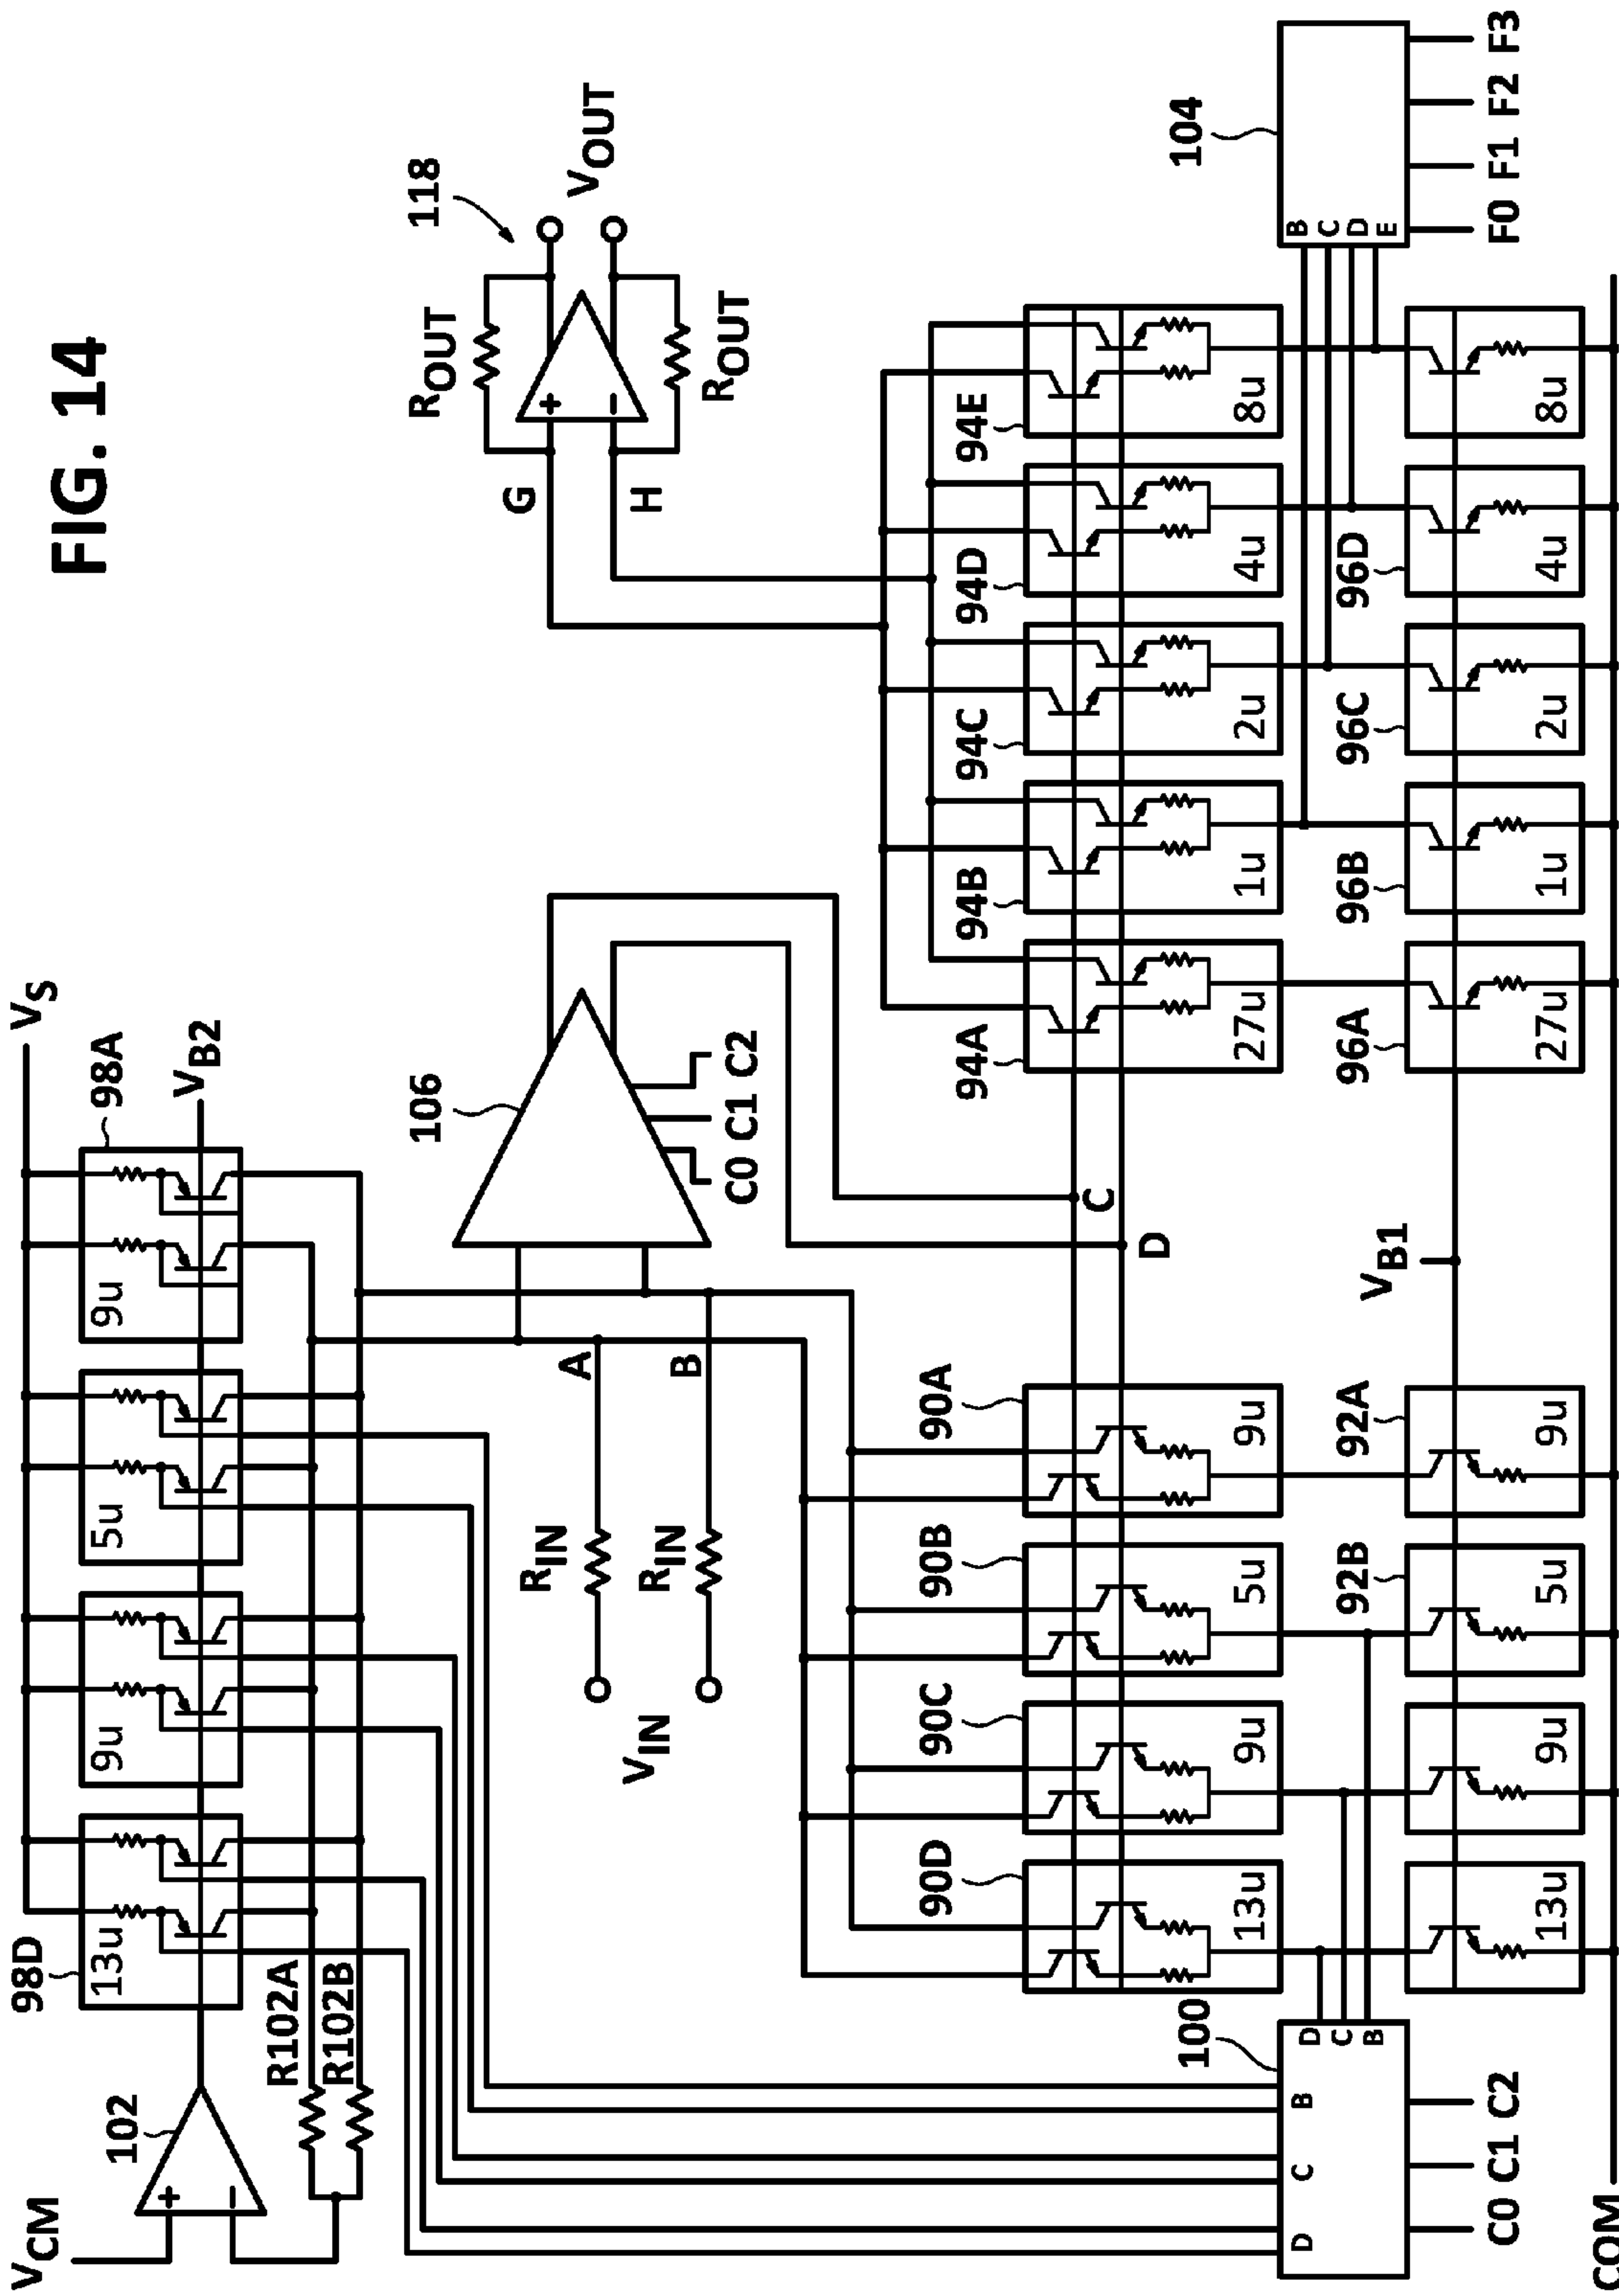 FIG. 14
VS
98A
VB2
98D
13u
9u
5u
9u
102
VCM
R102A
R102B
106
C0 C1 C2
118
ROUT
VOUT
+
−
ROUT
G
H
+
−
A
B
RIN
RIN
VIN
C
D
90D
90C
90B
90A
13u
9u
5u
9u
94A
94B
94C
94D
94E
27u
1u
2u
4u
8u
104
B
C
D
E
F0 F1 F2 F3
100
D
C
B
D
C
B
C0 C1 C2
92B
92A
13u
9u
5u
9u
VB1
96A
96B
96C
96D
27u
1u
2u
4u
8u
COM